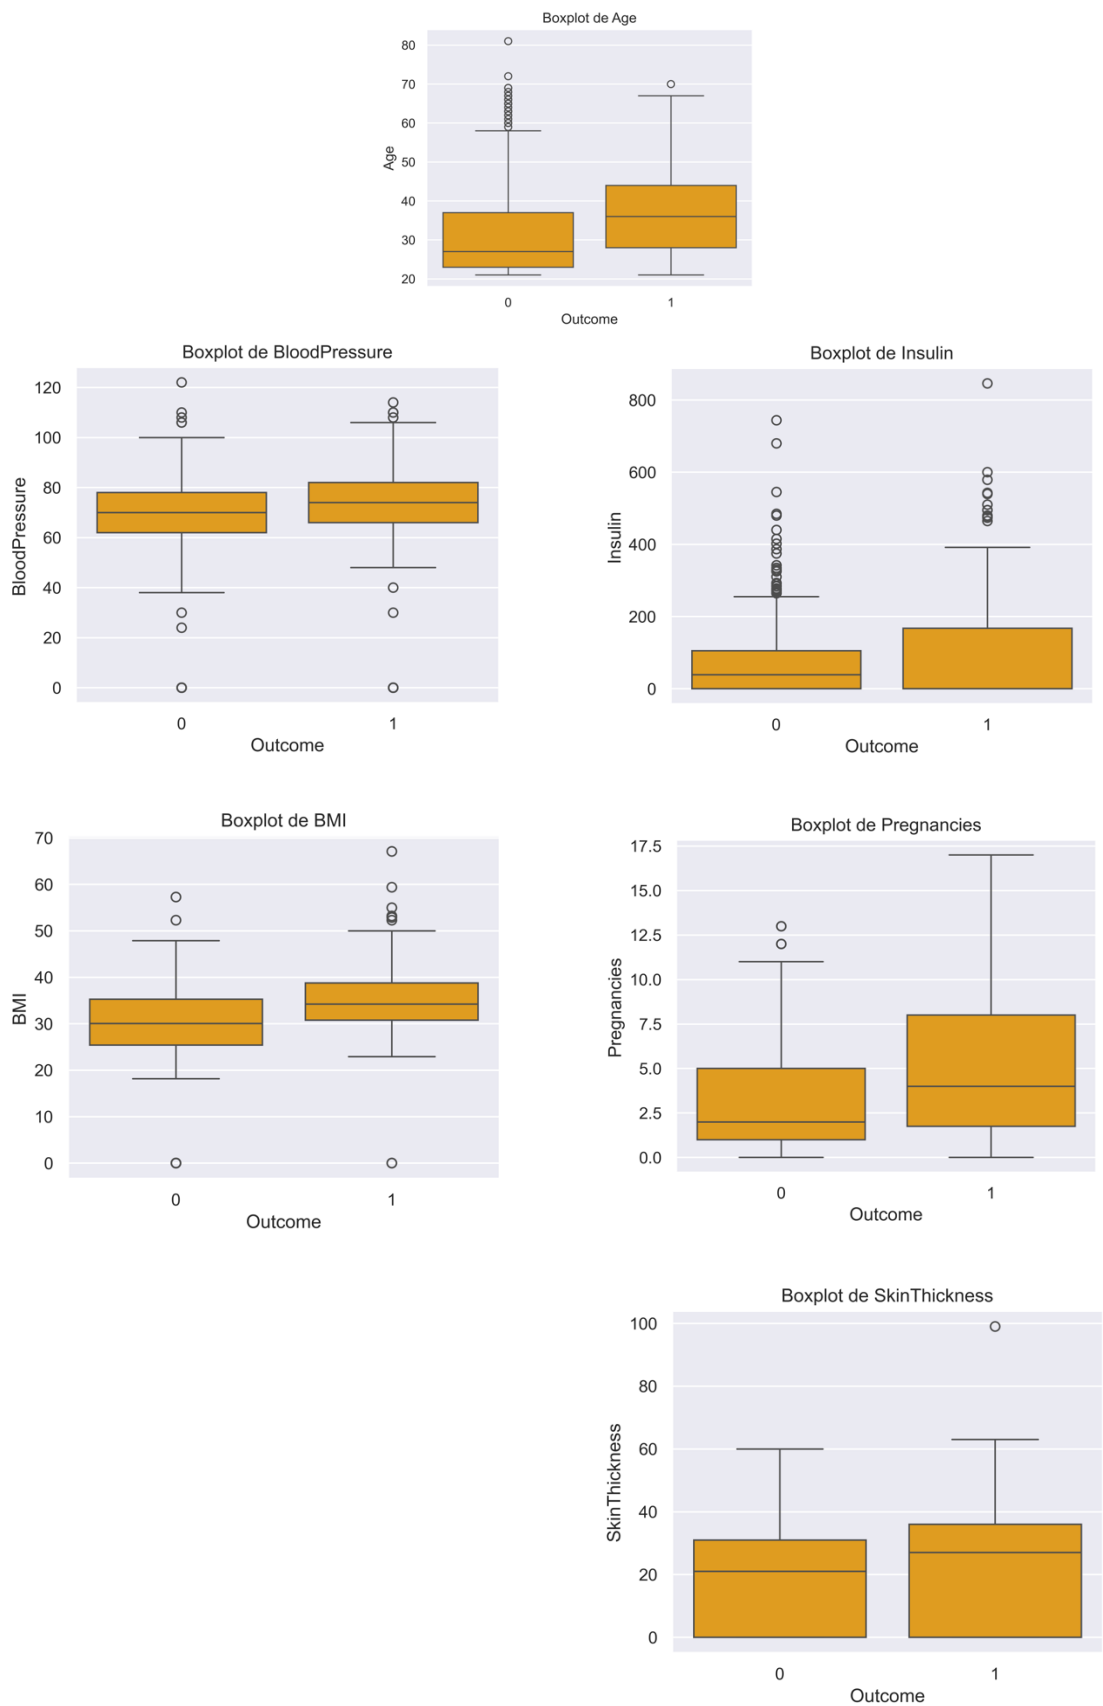 Boxplot de Age
80
70
60
50
40
30
20
Age
0 1
Outcome
Boxplot de BloodPressure
120
100
80
60
40
20
0
BloodPressure
0 1
Outcome
Boxplot de Insulin
800
600
400
200
0
Insulin
0 1
Outcome
Boxplot de BMI
70
60
50
40
30
20
10
0
BMI
0 1
Outcome
Boxplot de Pregnancies
17.5
15.0
12.5
10.0
7.5
5.0
2.5
0.0
Pregnancies
0 1
Outcome
Boxplot de SkinThickness
100
80
60
40
20
0
SkinThickness
0 1
Outcome